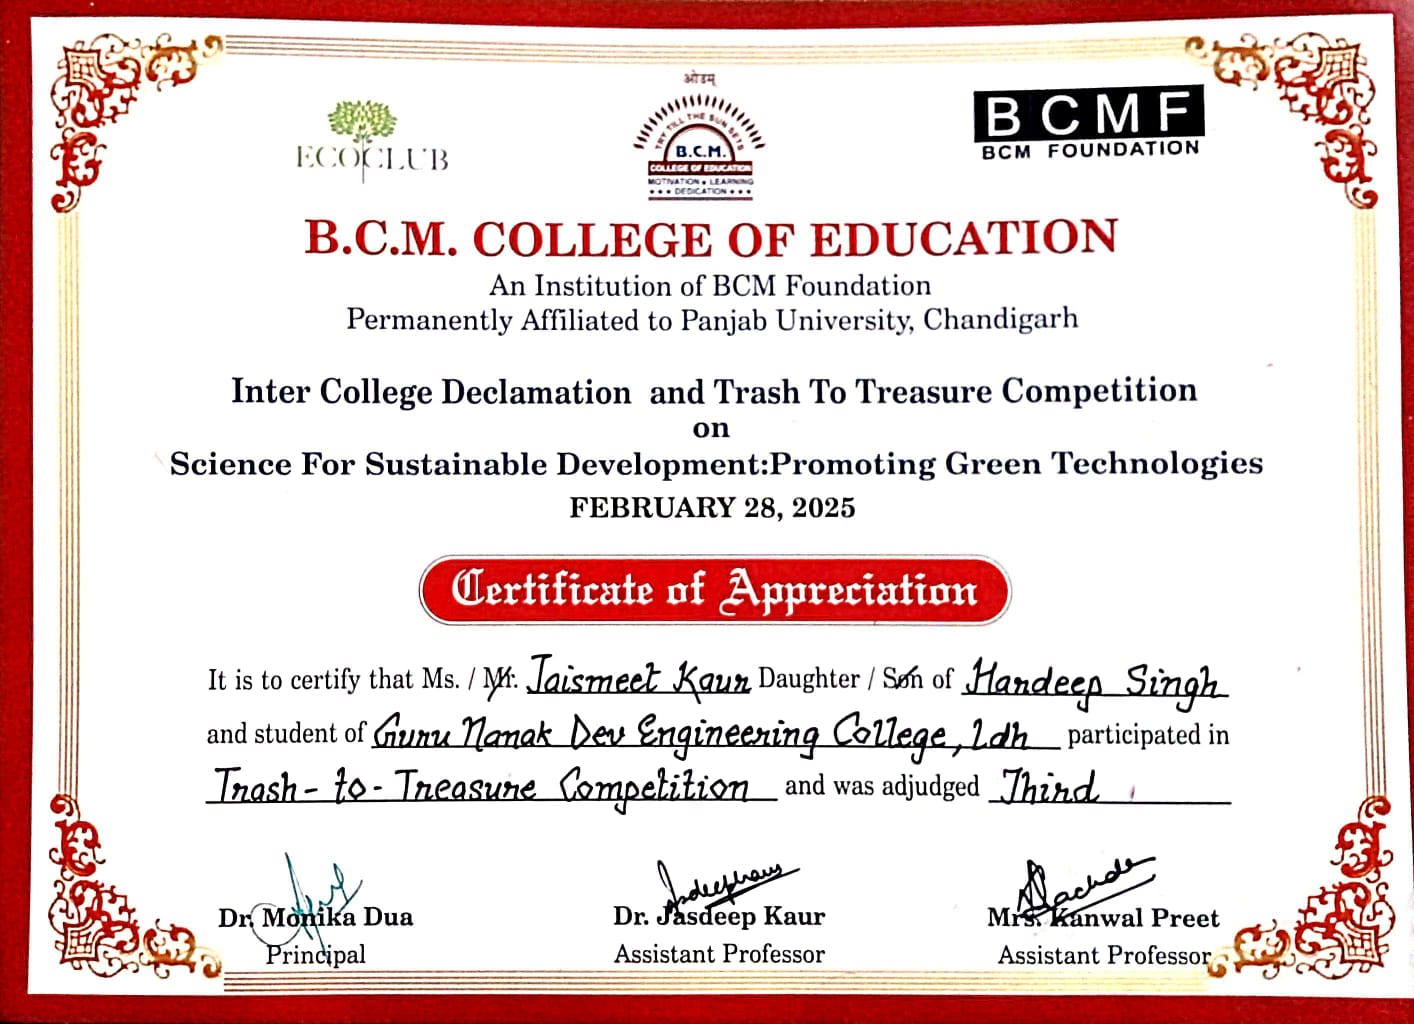 ओडम्
ECOCLUB
TRY TILL THE SUN SETS
B.C.M.
COLLEGE OF EDUCATION
MOTIVATION • LEARNING
• • • DEDICATION • • •
BCMF
BCM FOUNDATION
B.C.M. COLLEGE OF EDUCATION
An Institution of BCM Foundation
Permanently Affiliated to Panjab University, Chandigarh
Inter College Declamation and Trash To Treasure Competition
on
Science For Sustainable Development:Promoting Green Technologies
FEBRUARY 28, 2025
Certificate of Appreciation
It is to certify that Ms. / Mr. Jaismeet Kaur Daughter / Son of Hardeep Singh
and student of Guru Nanak Dev Engineering College, Ldh participated in
Trash-to-Treasure Competition and was adjudged Third
Dr. Monika Dua
Principal
Jasdeepkaur
Dr. Jasdeep Kaur
Assistant Professor
Mrs. Kanwal Preet
Assistant Professor